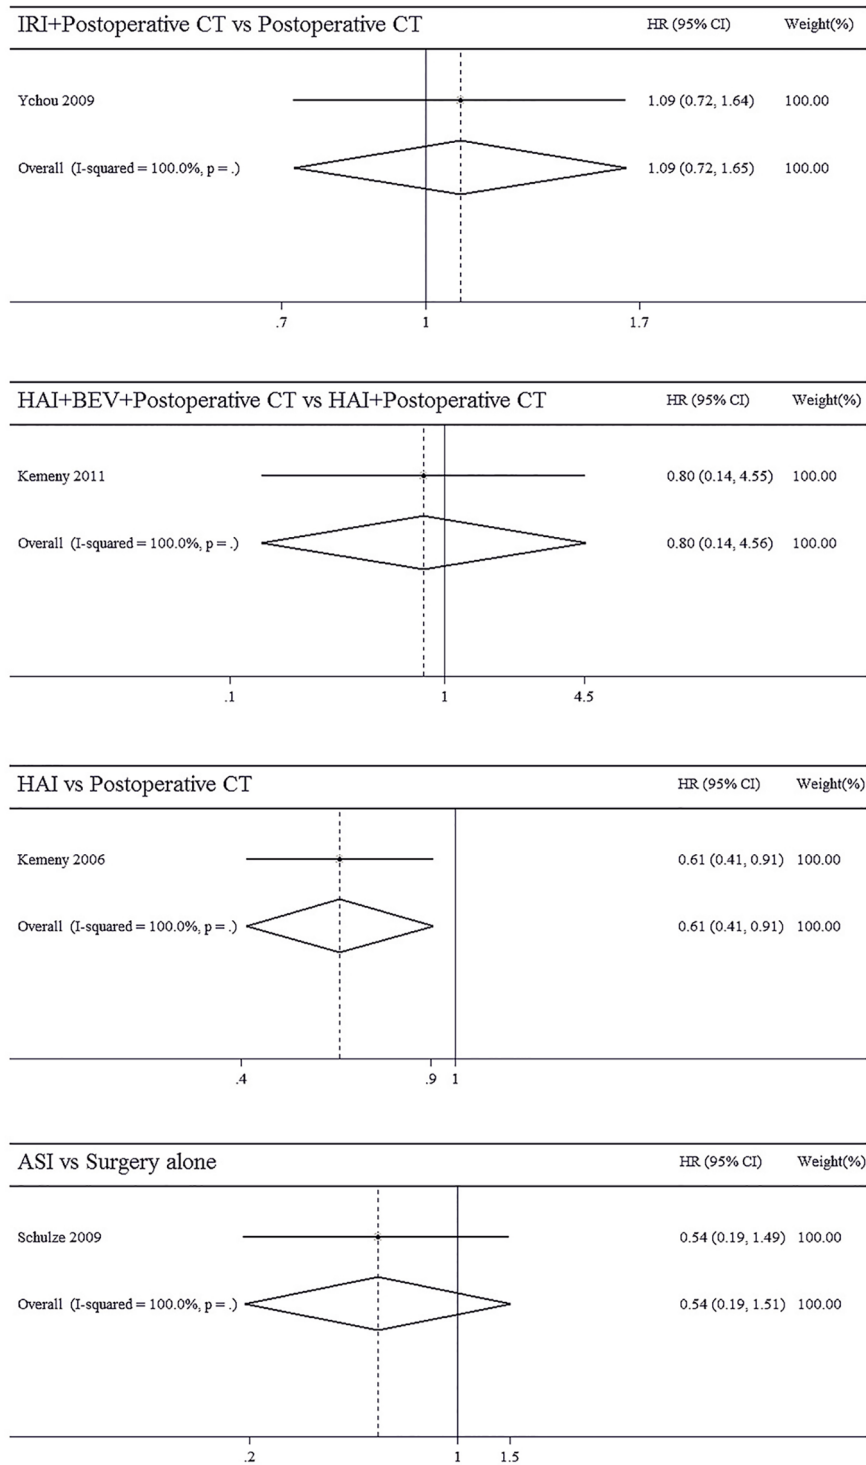 IRI+Postoperative CT vs Postoperative CT HR (95% CI) Weight(%)
Ychou 2009 1.09 (0.72, 1.64) 100.00
Overall (I-squared = 100.0%, p = .) 1.09 (0.72, 1.65) 100.00
.7 1 1.7
HAI+BEV+Postoperative CT vs HAI+Postoperative CT HR (95% CI) Weight(%)
Kemeny 2011 0.80 (0.14, 4.55) 100.00
Overall (I-squared = 100.0%, p = .) 0.80 (0.14, 4.56) 100.00
.1 1 4.5
HAI vs Postoperative CT HR (95% CI) Weight(%)
Kemeny 2006 0.61 (0.41, 0.91) 100.00
Overall (I-squared = 100.0%, p = .) 0.61 (0.41, 0.91) 100.00
.4 .9 1
ASI vs Surgery alone HR (95% CI) Weight(%)
Schulze 2009 0.54 (0.19, 1.49) 100.00
Overall (I-squared = 100.0%, p = .) 0.54 (0.19, 1.51) 100.00
.2 1 1.5